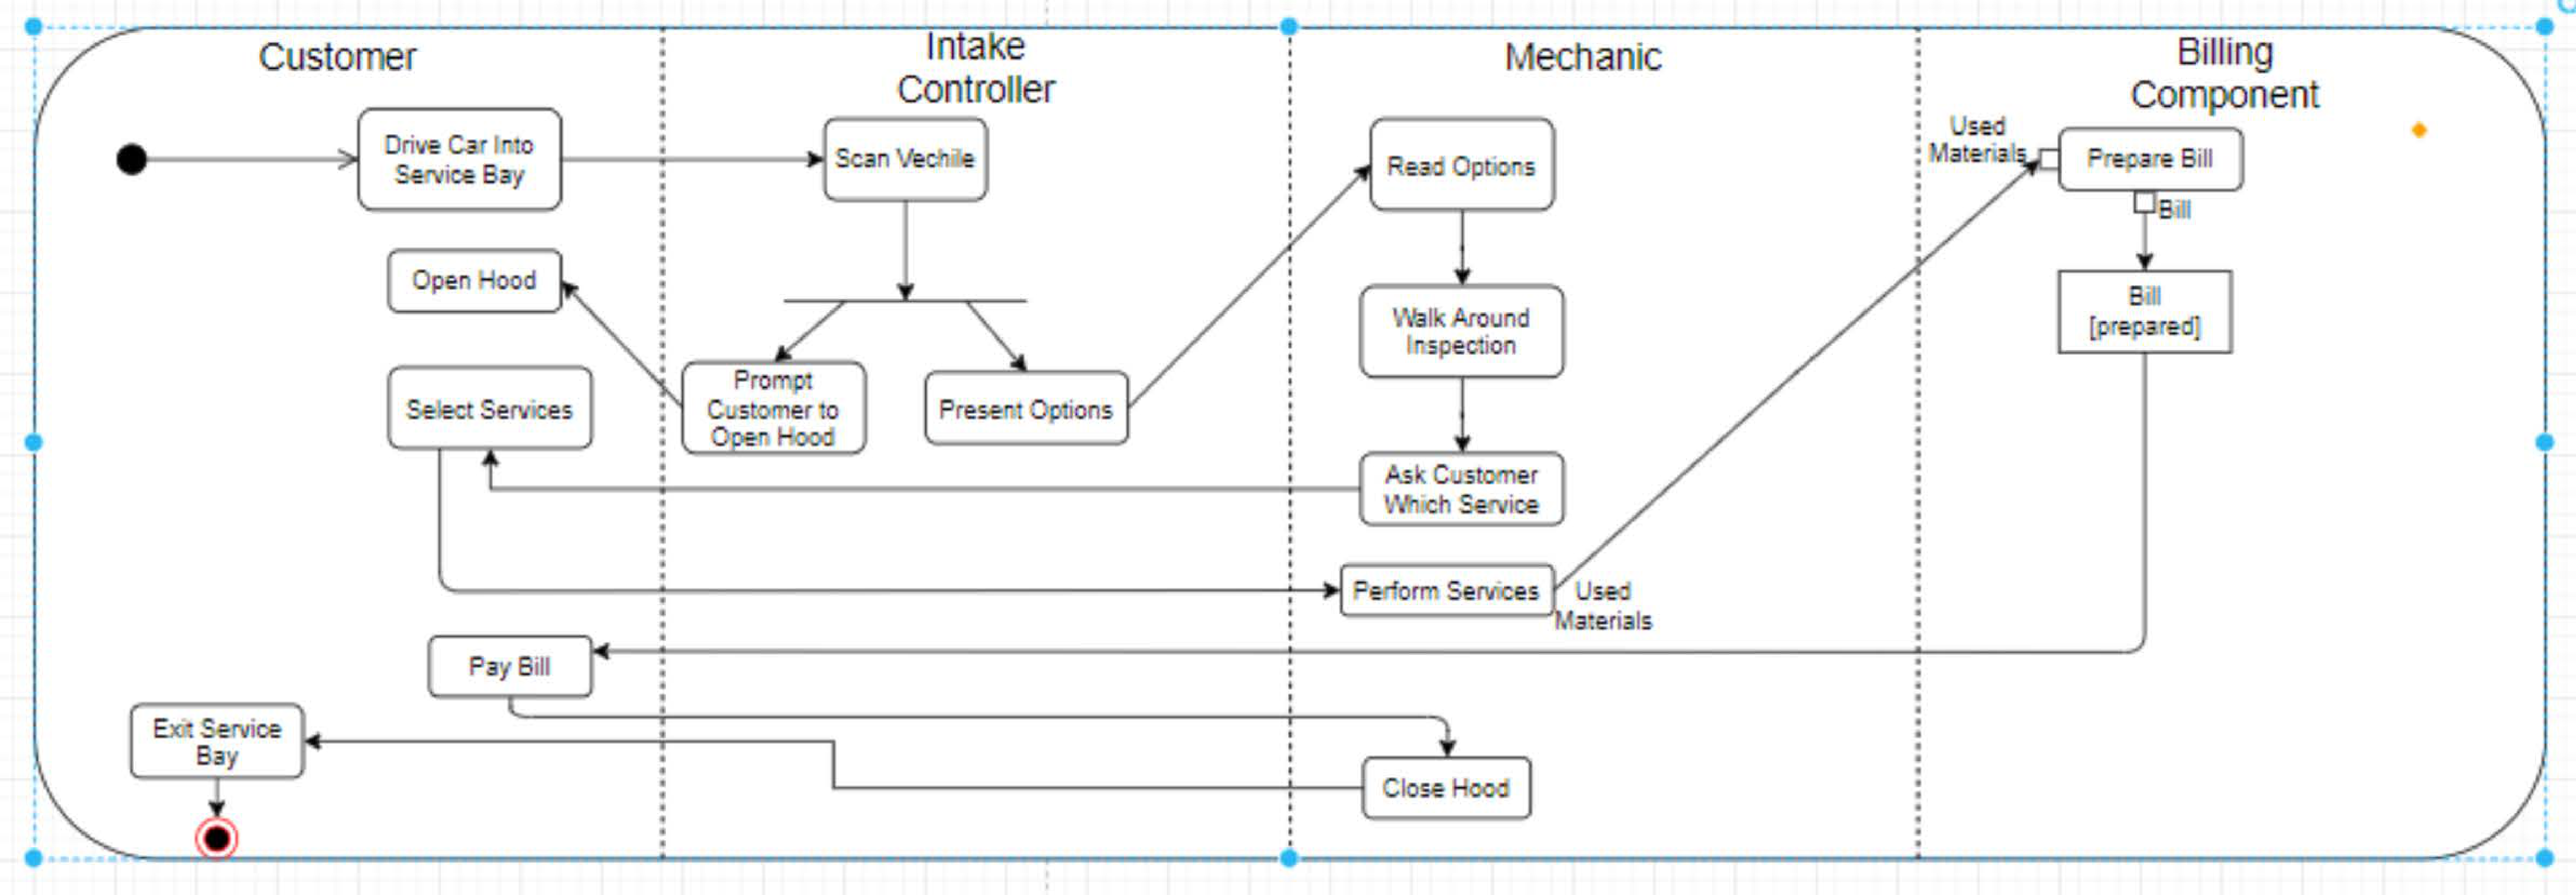 Customer
Intake
Controller
Mechanic
Billing
Component
Drive Car Into
Service Bay
Scan Vechile
Read Options
Used
Materials
Prepare Bill
Bill
Open Hood
Walk Around
Inspection
Bill
[prepared]
Select Services
Prompt
Customer to
Open Hood
Present Options
Ask Customer
Which Service
Perform Services
Used
Materials
Pay Bill
Exit Service
Bay
Close Hood